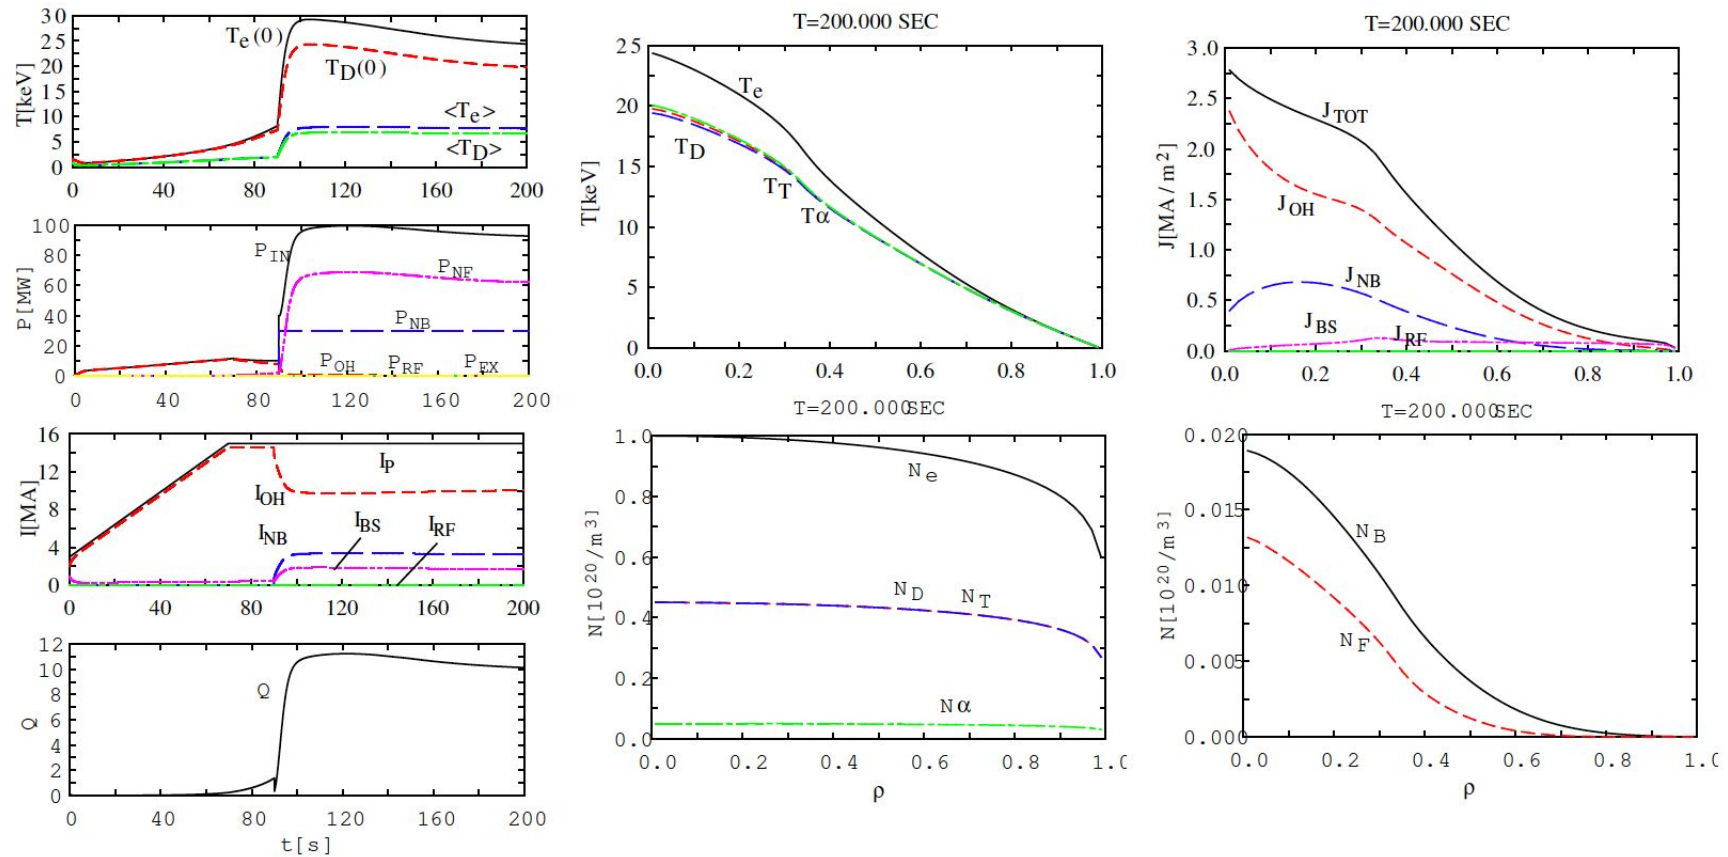 30
25
20
15
10
5
0
T[keV]
Te(0)
TD(0)
<Te>
<TD>
0 40 80 120 160 200
100
80
60
40
20
0
P[MW]
PIN
PNF
PNB
POH PRF PEX
0 40 80 120 160 200
16
12
8
4
0
I[MA]
IP
IOH
INB
IBS
IRF
0 40 80 120 160 200
12
10
8
6
4
2
0
Q
Q
0 40 80 120 160 200
t[s]
T=200.000 SEC
25
20
15
10
5
0
T[keV]
Te
TD
TT
Tα
0.0 0.2 0.4 0.6 0.8 1.0
T=200.000 SEC
3.0
2.5
2.0
1.5
1.0
0.5
0.0
J[MA / m2]
JTOT
JOH
JNB
JBS
JRF
0.0 0.2 0.4 0.6 0.8 1.0
T=200.000SEC
1.0
0.8
0.6
0.4
0.2
0.0
N[10^20/m3]
Ne
ND
NT
Nα
0.0 0.2 0.4 0.6 0.8 1.0
ρ
T=200.000SEC
0.020
0.015
0.010
0.005
0.000
N[10^20/m3]
NB
NF
0.0 0.2 0.4 0.6 0.8 1.0
ρ